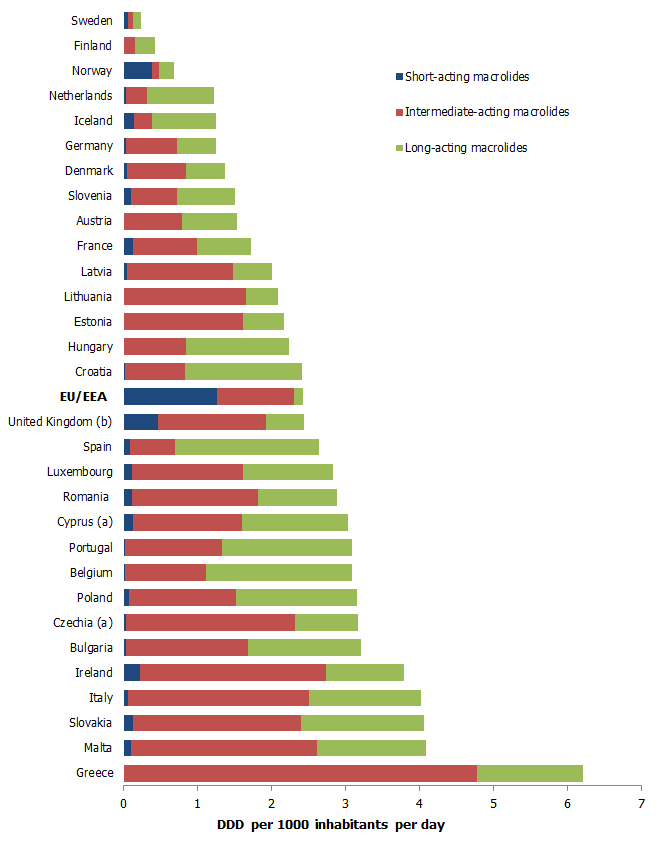 Sweden
Finland
Norway
Short-acting macrolides
Netherlands
Iceland
Intermediate-acting macrolides
Germany
Long-acting macrolides
Denmark
Slovenia
Austria
France
Latvia
Lithuania
Estonia
Hungary
Croatia
EU/EEA
United Kingdom (b)
Spain
Luxembourg
Romania
Cyprus (a)
Portugal
Belgium
Poland
Czechia (a)
Bulgaria
Ireland
Italy
Slovakia
Malta
Greece
0 1 2 3 4 5 6 7
DDD per 1000 inhabitants per day